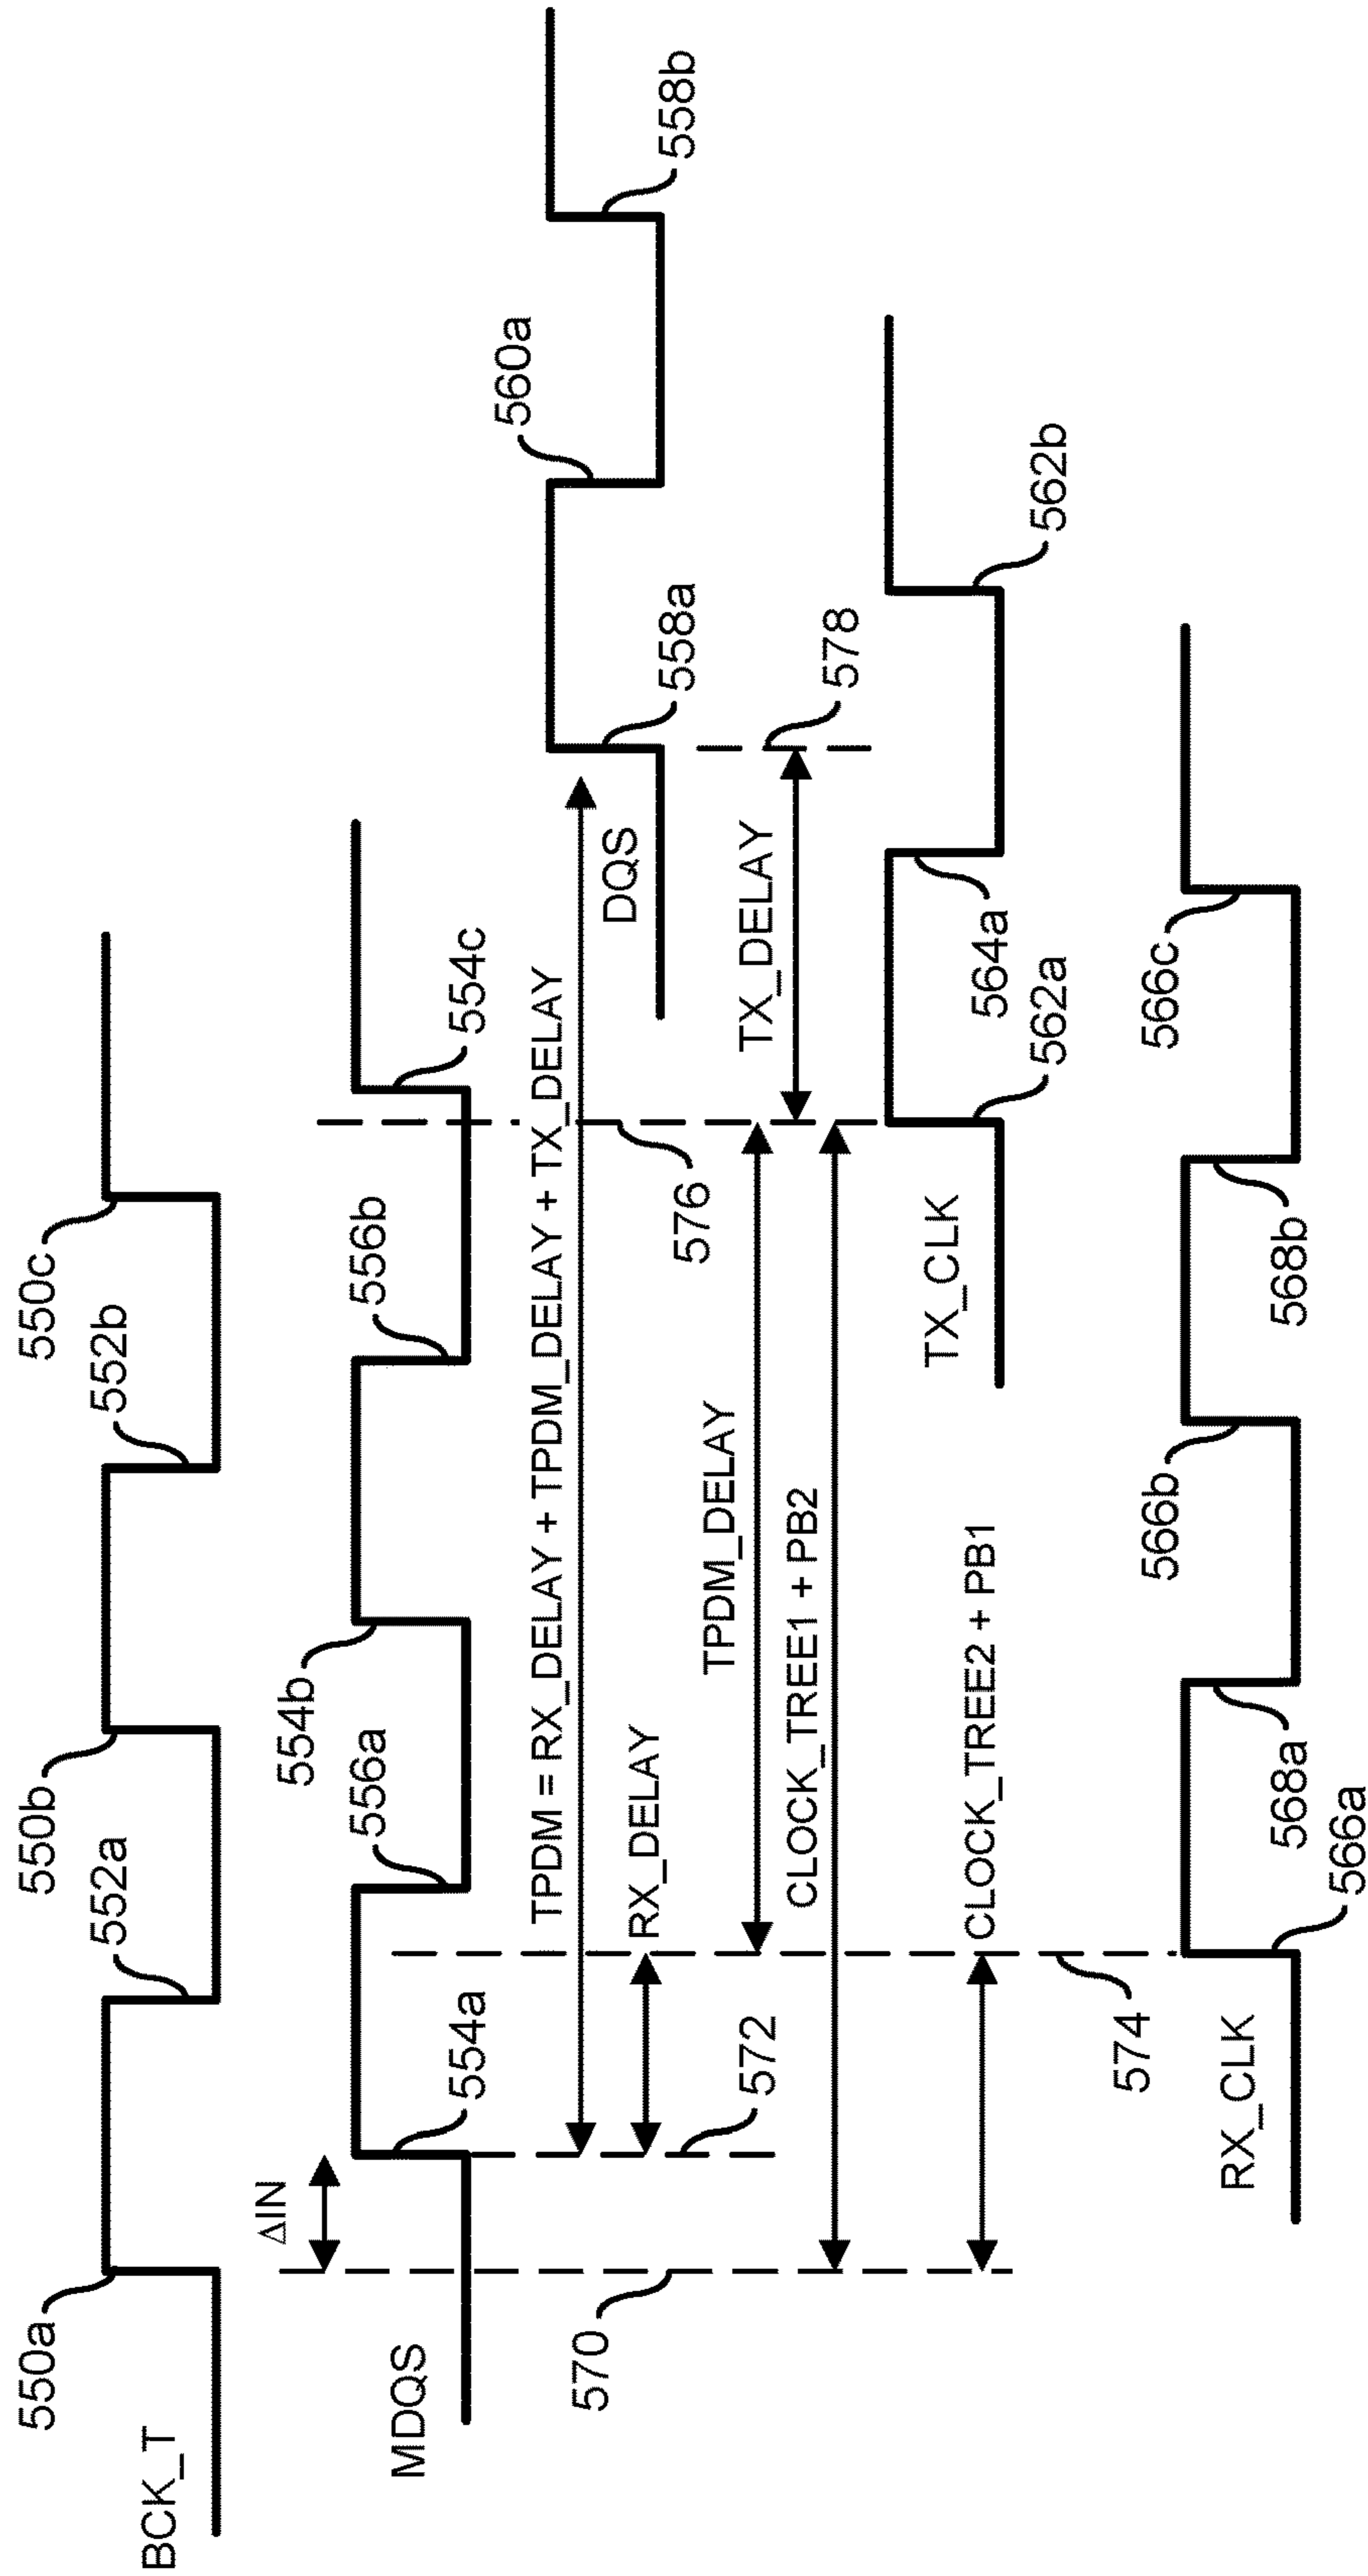 550a
552a
550b
552b
550c
BCK_T
ΔIN
554a
556a
554b
556b
554c
MDQS
TPDM = RX_DELAY + TPDM_DELAY + TX_DELAY
DQS
558a
560a
558b
570
572
RX_DELAY
576
TX_DELAY
578
TPDM_DELAY
CLOCK_TREE1 + PB2
TX_CLK
562a
564a
562b
CLOCK_TREE2 + PB1
574
RX_CLK
566a
568a
566b
568b
566c